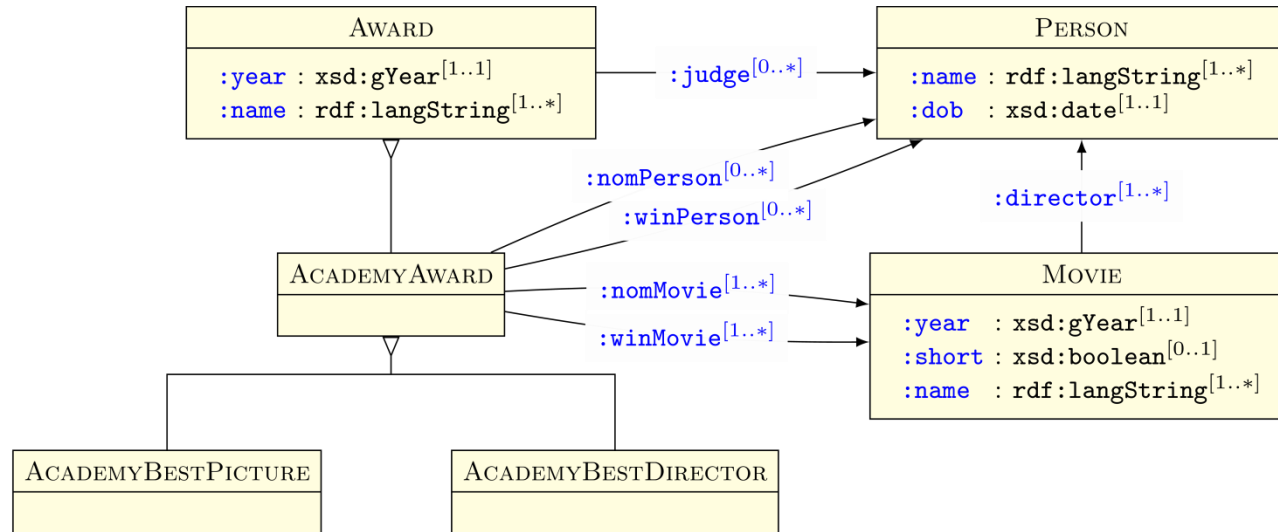 AWARD
:year : xsd:gYear[1..1]
:name : rdf:langString[1..*]
:judge[0..*]
PERSON
:name : rdf:langString[1..*]
:dob : xsd:date[1..1]
:nomPerson[0..*]
:winPerson[0..*]
:director[1..*]
ACADEMYAWARD
:nomMovie[1..*]
:winMovie[1..*]
MOVIE
:year : xsd:gYear[1..1]
:short : xsd:boolean[0..1]
:name : rdf:langString[1..*]
ACADEMYBESTPICTURE
ACADEMYBESTDIRECTOR